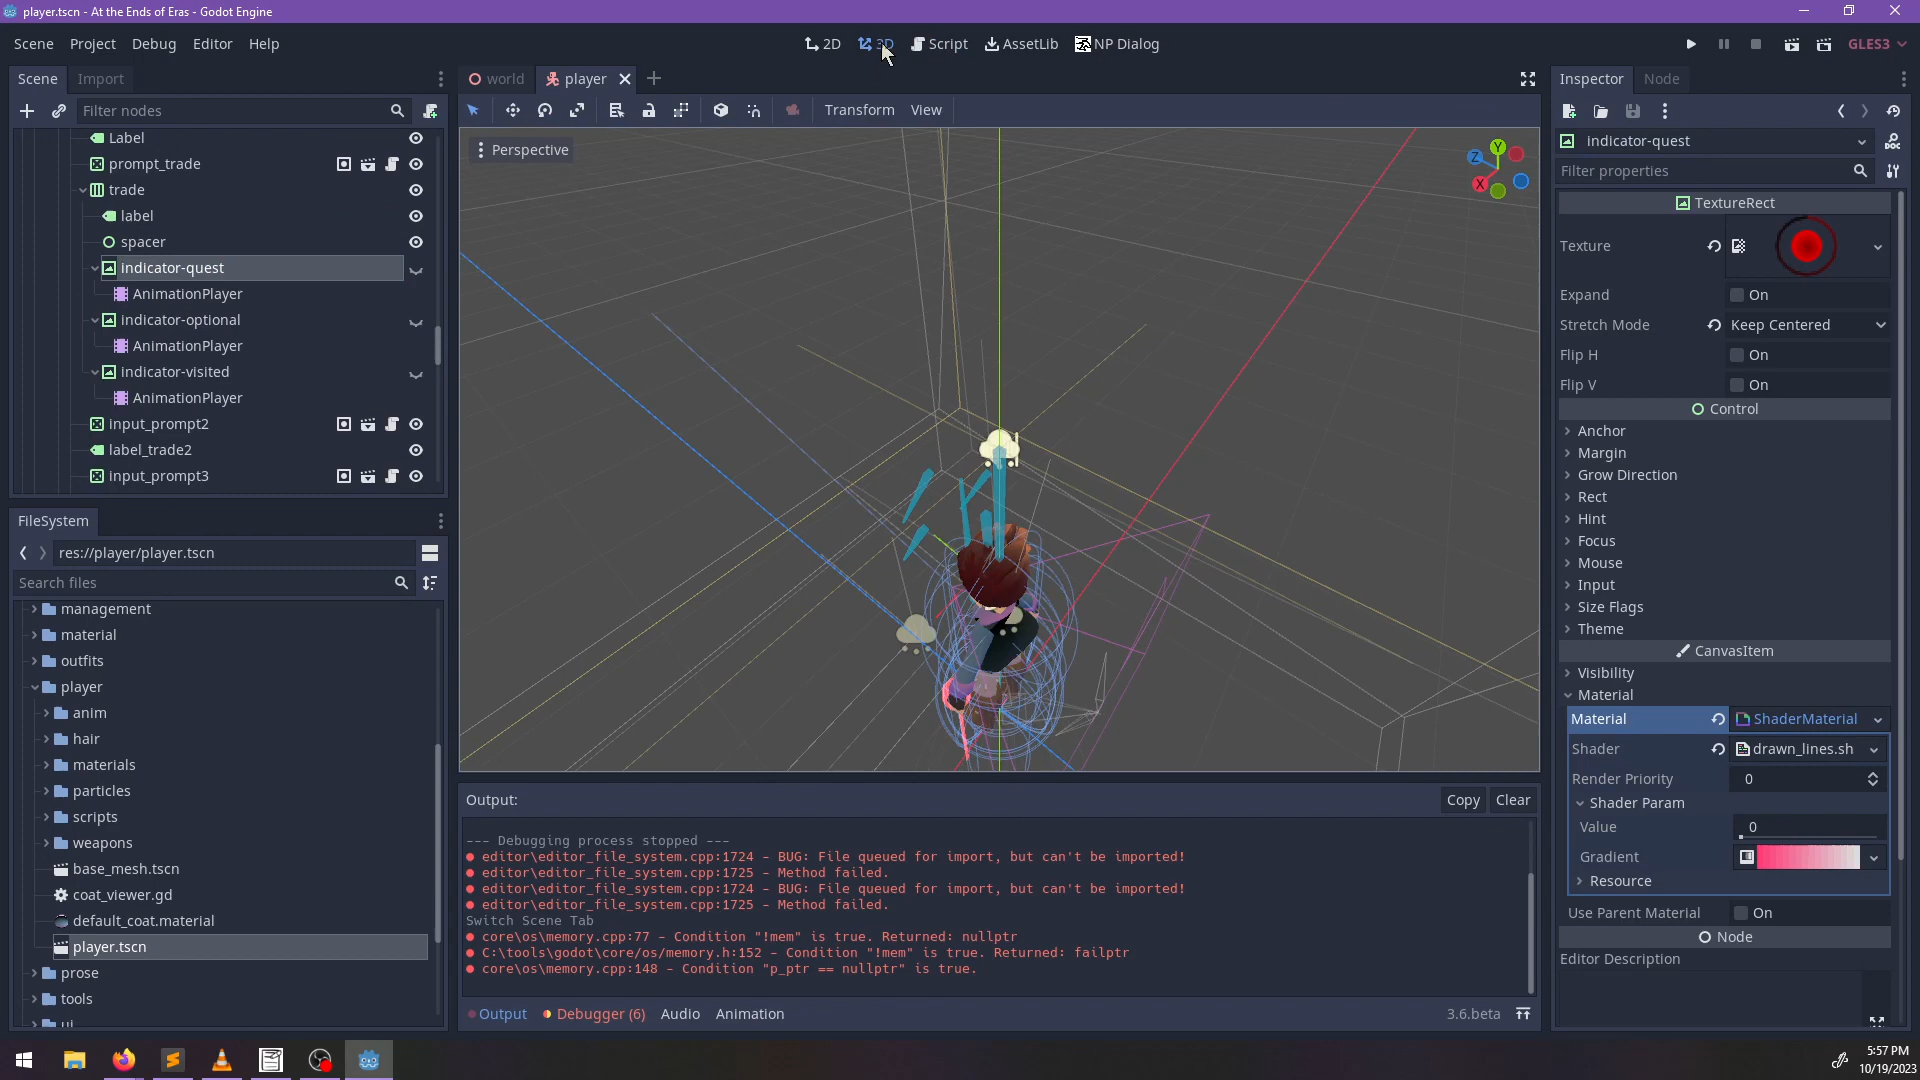 player.tscn - At the Ends of Eras - Godot Engine
Scene Project Debug Editor Help
2D 3D Script AssetLib NP Dialog
GLES3
Scene Import
Filter nodes
Label
prompt_trade
trade
label
spacer
indicator-quest
AnimationPlayer
indicator-optional
AnimationPlayer
indicator-visited
AnimationPlayer
input_prompt2
label_trade2
input_prompt3
FileSystem
res://player/player.tscn
Search files
management
material
outfits
player
anim
hair
materials
particles
scripts
weapons
base_mesh.tscn
coat_viewer.gd
default_coat.material
player.tscn
prose
tools
ui
world player
Transform View
Perspective
Y
Z
X
Output:
Copy Clear
--- Debugging process stopped ---
editor\editor_file_system.cpp:1724 - BUG: File queued for import, but can't be imported!
editor\editor_file_system.cpp:1725 - Method failed.
editor\editor_file_system.cpp:1724 - BUG: File queued for import, but can't be imported!
editor\editor_file_system.cpp:1725 - Method failed.
Switch Scene Tab
core\os\memory.cpp:77 - Condition "!mem" is true. Returned: nullptr
C:\tools\godot\core/os/memory.h:152 - Condition "!mem" is true. Returned: failptr
core\os\memory.cpp:148 - Condition "p_ptr == nullptr" is true.
Output Debugger (6) Audio Animation
3.6.beta
Inspector Node
indicator-quest
Filter properties
TextureRect
Texture
Expand On
Stretch Mode Keep Centered
Flip H On
Flip V On
Control
Anchor
Margin
Grow Direction
Rect
Hint
Focus
Mouse
Input
Size Flags
Theme
CanvasItem
Visibility
Material
Material ShaderMaterial
Shader drawn_lines.sh
Render Priority 0
Shader Param
Value 0
Gradient
Resource
Use Parent Material On
Node
Editor Description
5:57 PM
10/19/2023